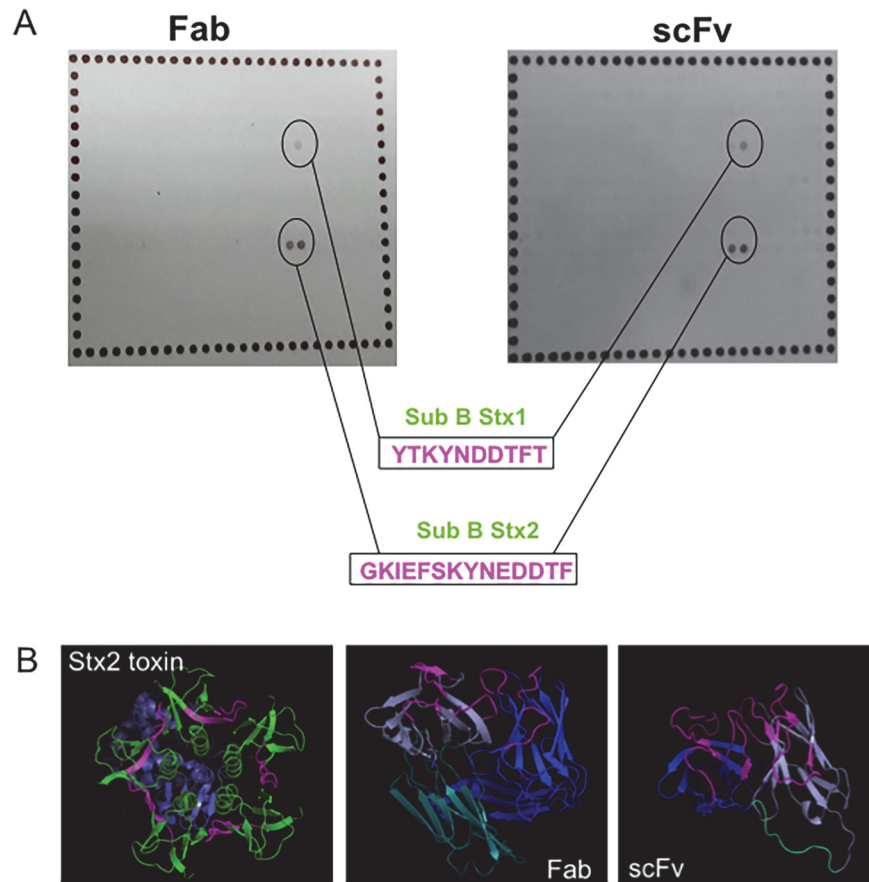 A
Fab
scFv
Sub B Stx1
YTKYNDDTFT
Sub B Stx2
GKIEFSKYNEDDTF
B
Stx2 toxin
Fab
scFv